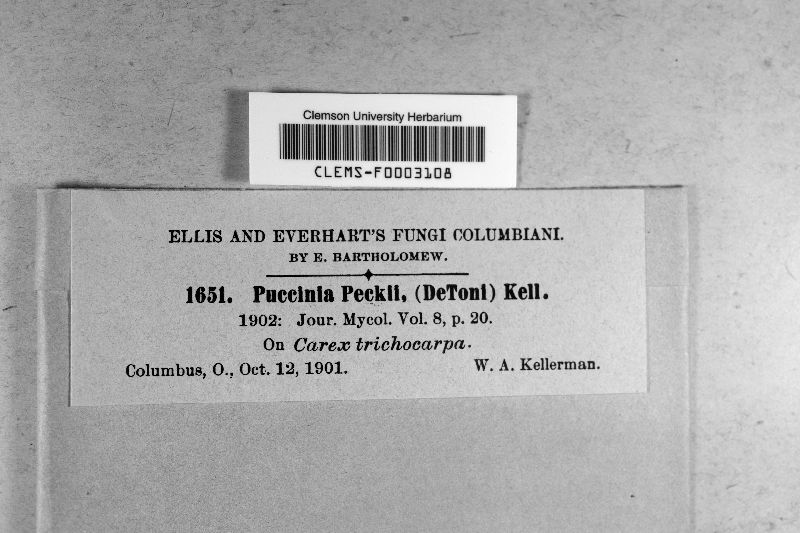 Clemson University Herbarium
CLEMS-F0003108
ELLIS AND EVERHART'S FUNGI COLUMBIANI.
BY E. BARTHOLOMEW.
1651. Puccinia Peckii, (DeToni) Kell.
1902: Jour. Mycol. Vol. 8, p. 20.
On Carex trichocarpa.
Columbus, O., Oct. 12, 1901. W. A. Kellerman.